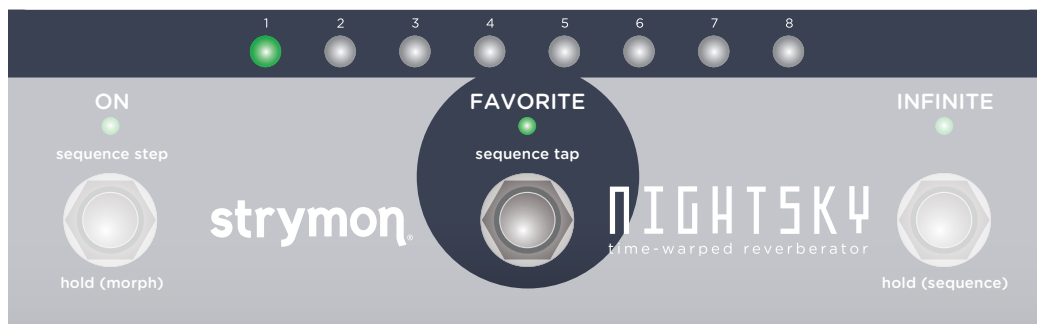 1 2 3 4 5 6 7 8
ON FAVORITE INFINITE
sequence step sequence tap
strymon® NIGHTSKY
time-warped reverberator
hold (morph) hold (sequence)